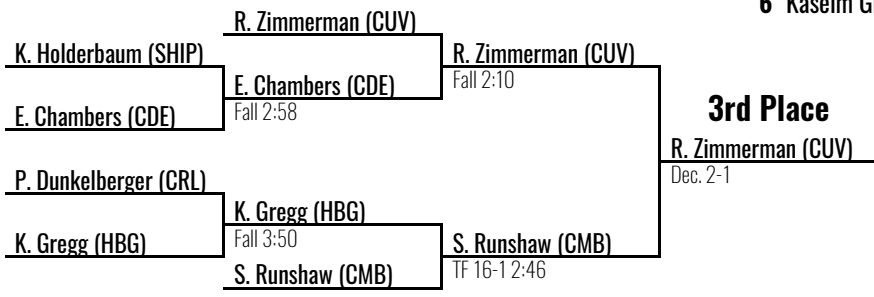 6 Kaseim G
R. Zimmerman (CUV)
K. Holderbaum (SHIP)
R. Zimmerman (CUV)
E. Chambers (CDE)
Fall 2:10
E. Chambers (CDE)
Fall 2:58
3rd Place
R. Zimmerman (CUV)
P. Dunkelberger (CRL)
Dec. 2-1
K. Gregg (HBG)
K. Gregg (HBG)
Fall 3:50
S. Runshaw (CMB)
S. Runshaw (CMB)
TF 16-1 2:46